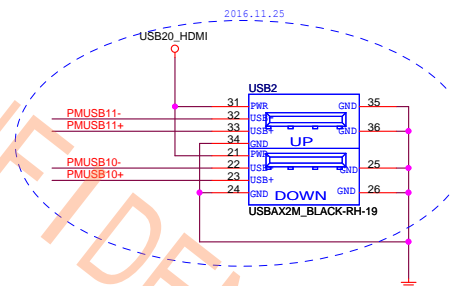 2016.11.25
USB20_HDMI
USB2
31 PWR GND 35
PMUSB11- 32 USB-
PMUSB11+ 33 USB+ GND 36
34 GND UP
21 PWR
PMUSB10- 22 USB- GND 25
PMUSB10+ 23 USB+
24 GND DOWN GND 26
USBAX2M_BLACK-RH-19